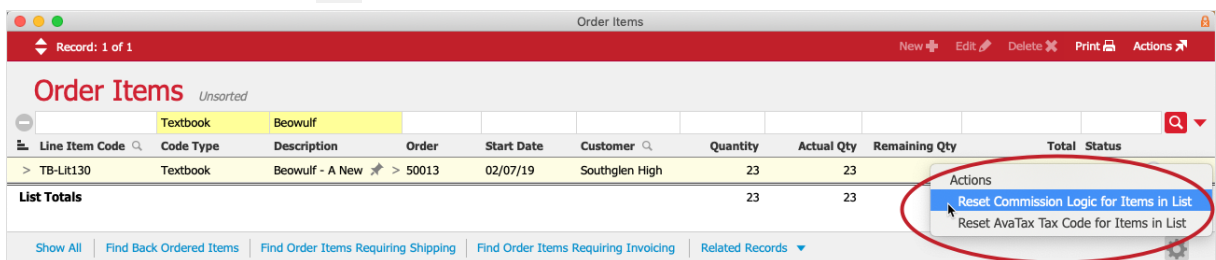 Order Items
Record: 1 of 1 New Edit Delete Print Actions
Order Items Unsorted
Textbook Beowulf
Line Item Code Code Type Description Order Start Date Customer Quantity Actual Qty Remaining Qty Total Status
> TB-Lit130 Textbook Beowulf - A New > 50013 02/07/19 Southglen High 23 23
Actions
List Totals 23 23
Reset Commission Logic for Items in List
Reset AvaTax Tax Code for Items in List
Show All Find Back Ordered Items Find Order Items Requiring Shipping Find Order Items Requiring Invoicing Related Records